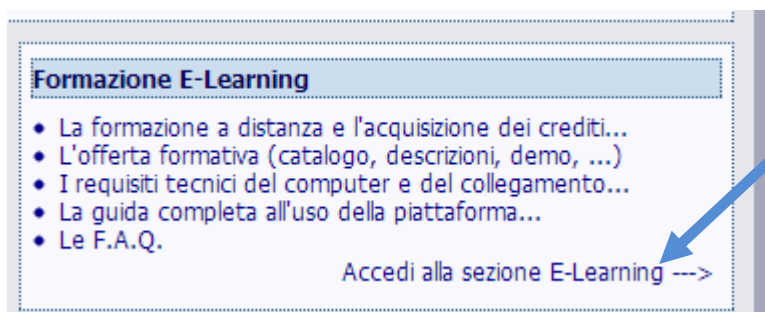 Formazione E-Learning
• La formazione a distanza e l'acquisizione dei crediti...
• L'offerta formativa (catalogo, descrizioni, demo, ...)
• I requisiti tecnici del computer e del collegamento...
• La guida completa all'uso della piattaforma...
• Le F.A.Q.
Accedi alla sezione E-Learning --->